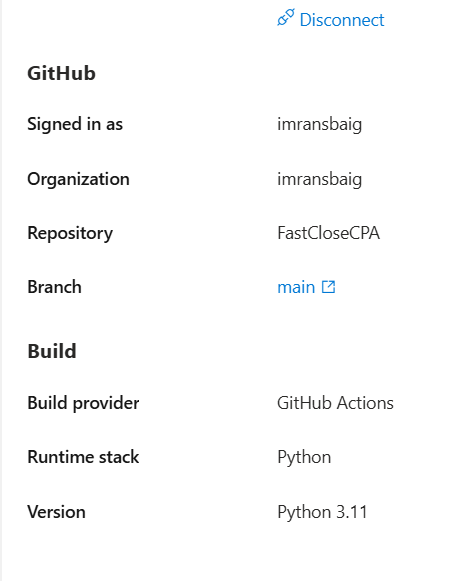 Disconnect
GitHub
Signed in as imransbaig
Organization imransbaig
Repository FastCloseCPA
Branch main
Build
Build provider GitHub Actions
Runtime stack Python
Version Python 3.11